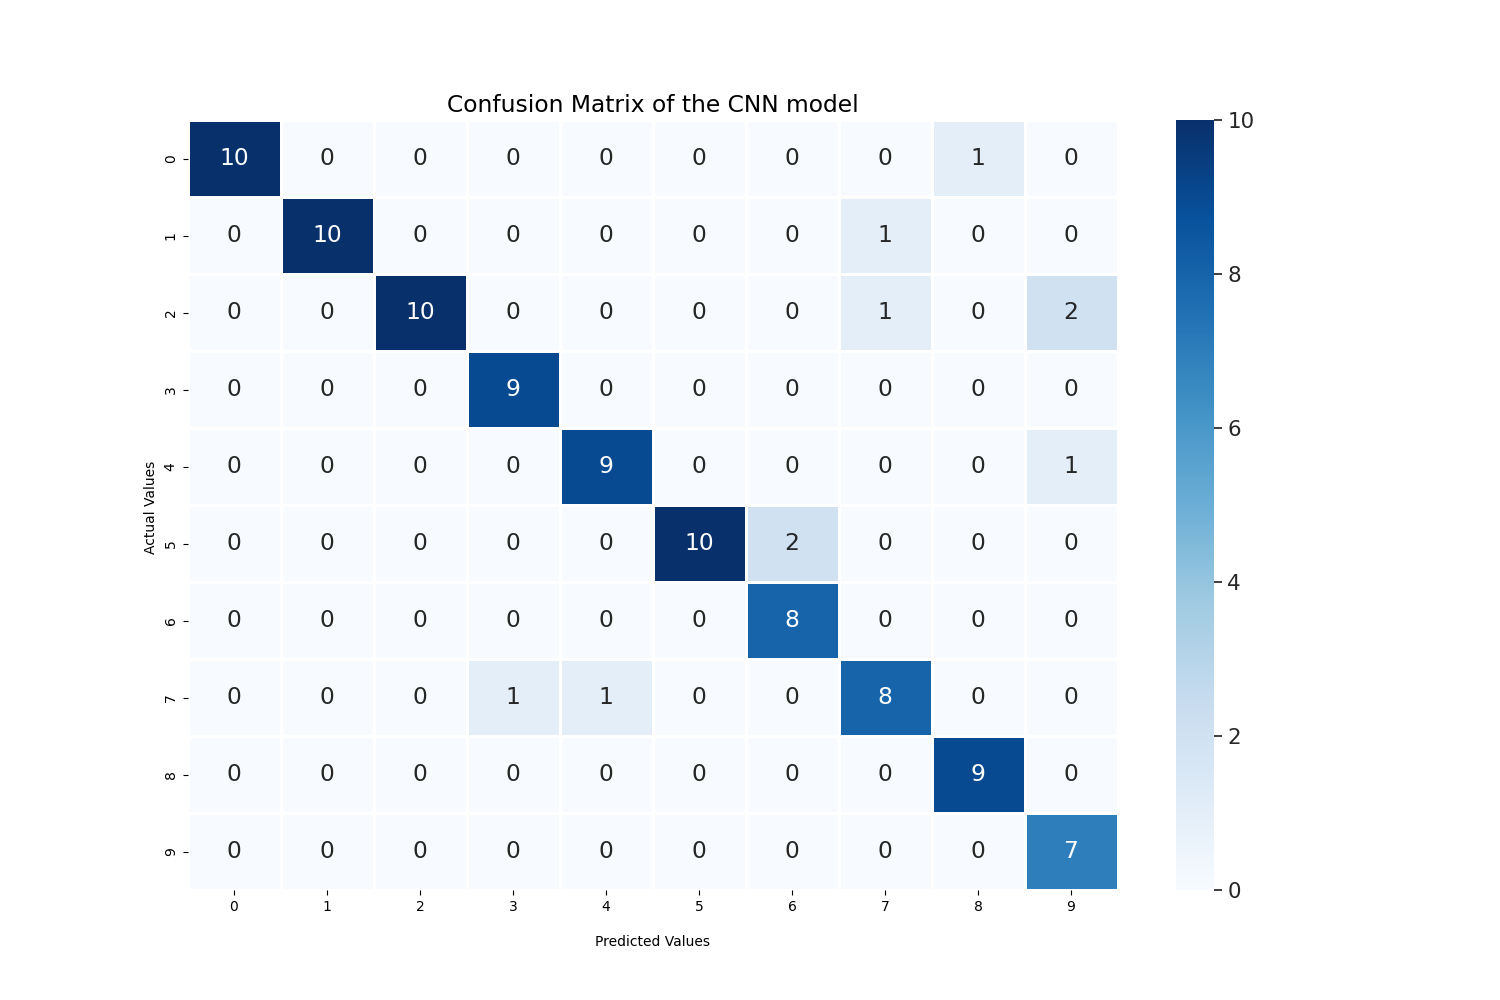 Confusion Matrix of the CNN model
0 10 0 0 0 0 0 0 0 1 0
1 0 10 0 0 0 0 0 1 0 0
2 0 0 10 0 0 0 0 1 0 2
3 0 0 0 9 0 0 0 0 0 0
4 0 0 0 0 9 0 0 0 0 1
5 0 0 0 0 0 10 2 0 0 0
6 0 0 0 0 0 0 8 0 0 0
7 0 0 0 1 1 0 0 8 0 0
8 0 0 0 0 0 0 0 0 9 0
9 0 0 0 0 0 0 0 0 0 7
0 1 2 3 4 5 6 7 8 9
Actual Values
Predicted Values
10
8
6
4
2
0